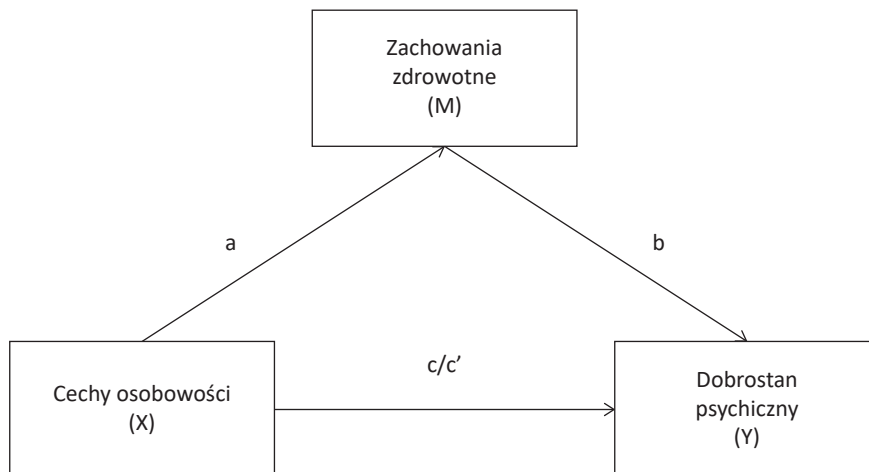 Zachowania
zdrowotne
(M)
a
b
c/c’
Cechy osobowości
(X)
Dobrostan
psychiczny
(Y)